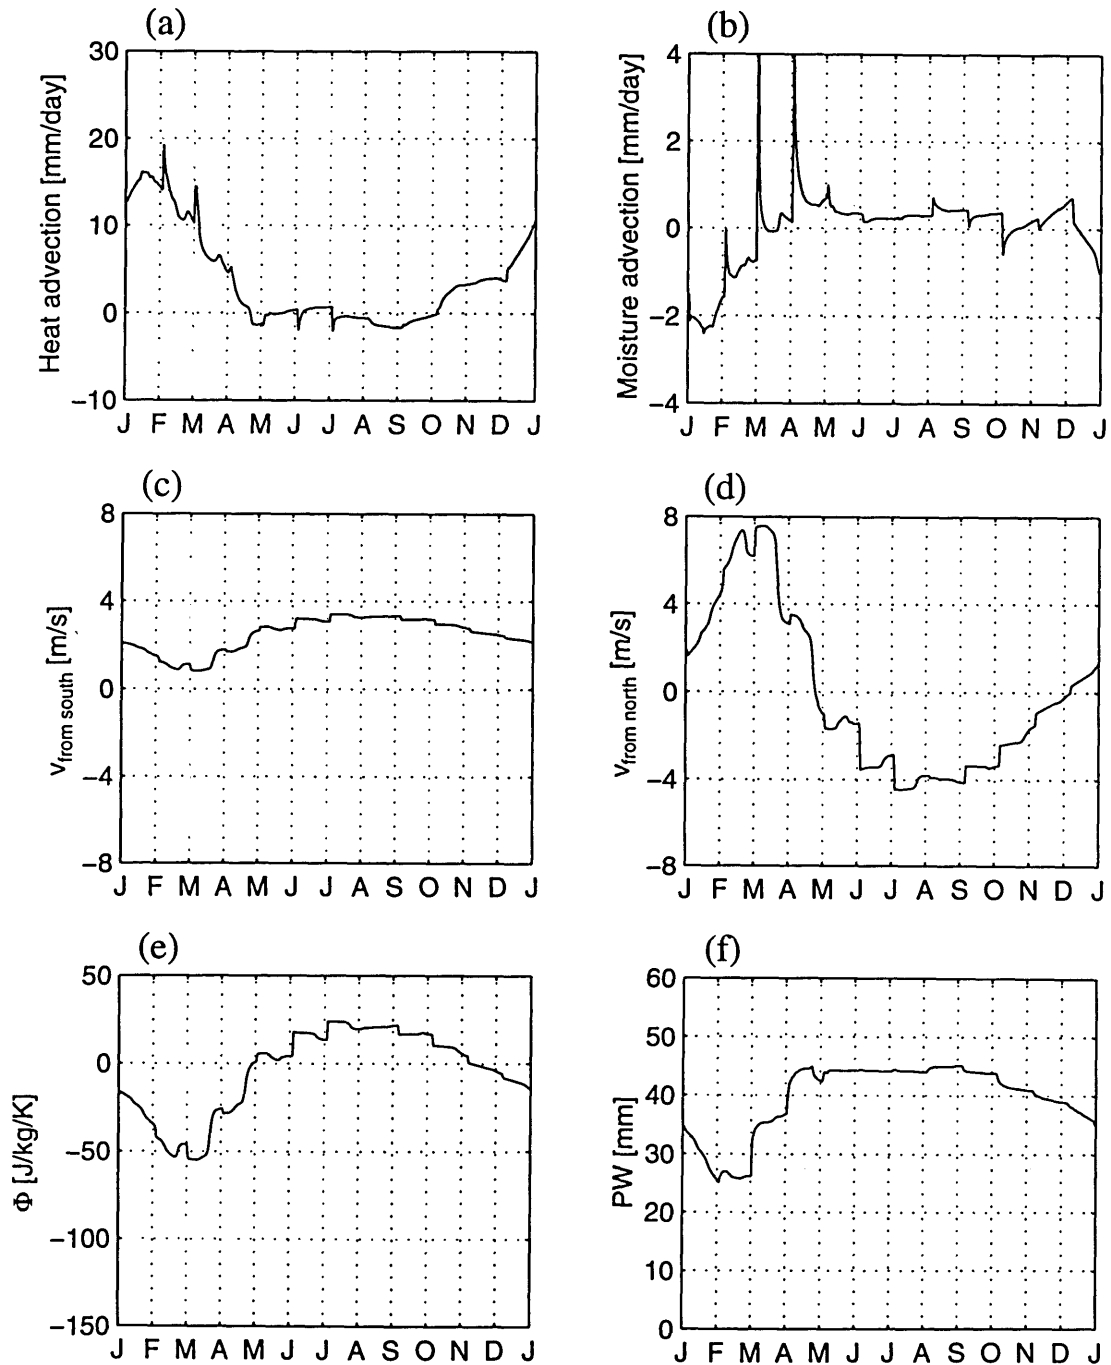 (a)
Heat advection [mm/day]
30
20
10
0
−10
J F M A M J J A S O N D J
(b)
Moisture advection [mm/day]
4
2
0
−2
−4
J F M A M J J A S O N D J
(c)
v from south [m/s]
8
4
0
−4
−8
J F M A M J J A S O N D J
(d)
v from north [m/s]
8
4
0
−4
−8
J F M A M J J A S O N D J
(e)
Φ [J/kg/K]
50
0
−50
−100
−150
J F M A M J J A S O N D J
(f)
PW [mm]
60
50
40
30
20
10
0
J F M A M J J A S O N D J